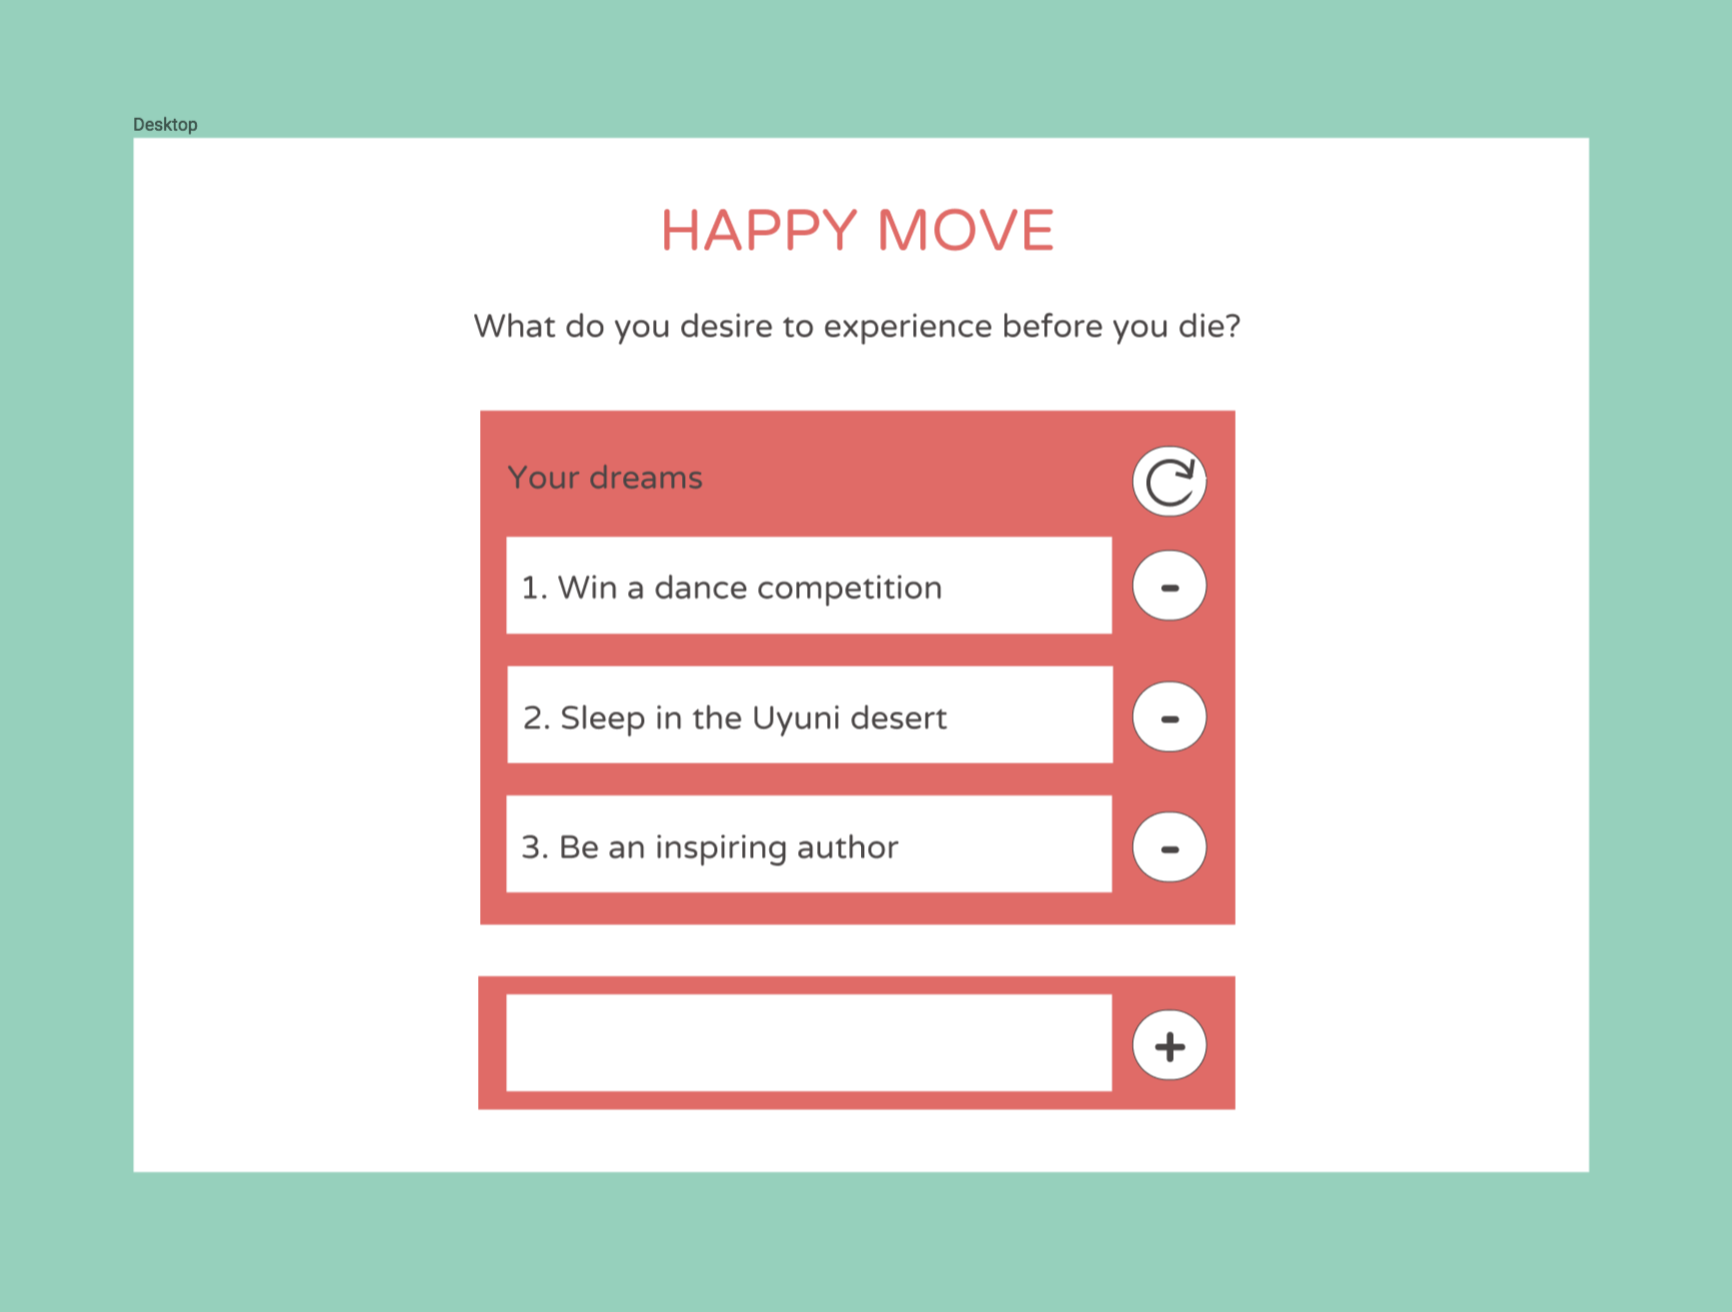 Desktop
HAPPY MOVE
What do you desire to experience before you die?
Your dreams
1. Win a dance competition
-
2. Sleep in the Uyuni desert
-
3. Be an inspiring author
-
+